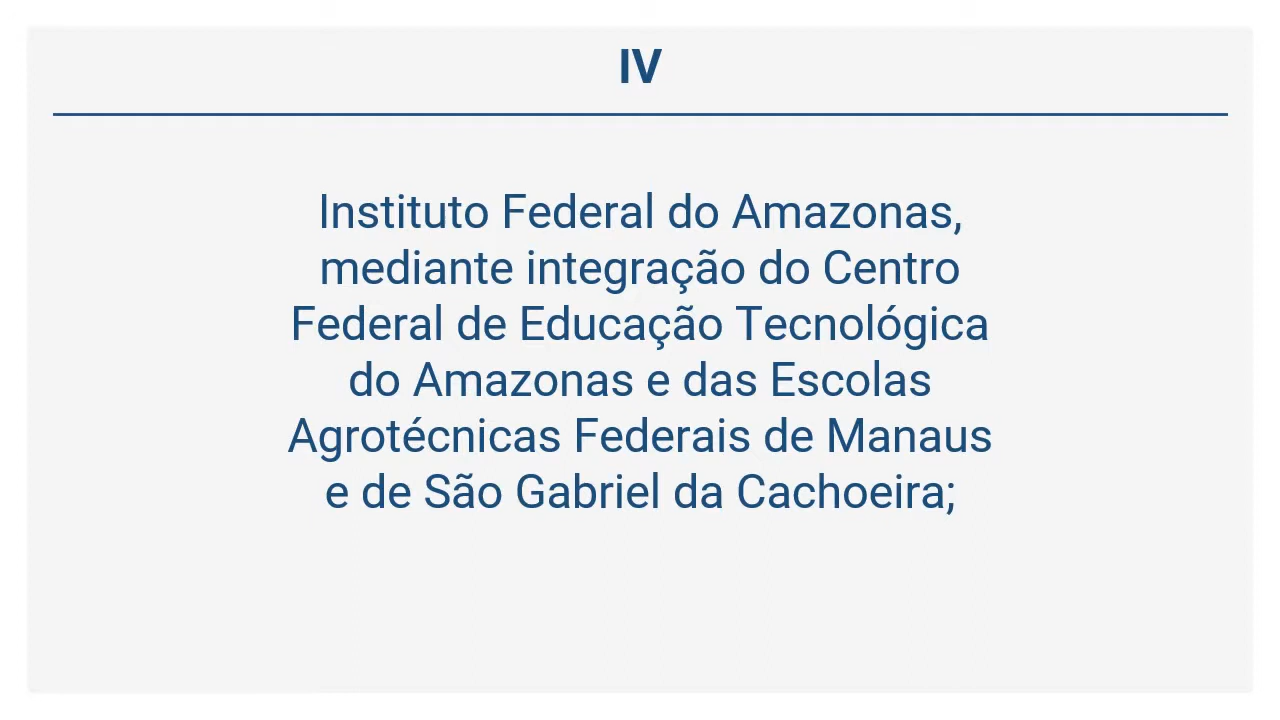 IV
Instituto Federal do Amazonas,
mediante integração do Centro
Federal de Educação Tecnológica
do Amazonas e das Escolas
Agrotécnicas Federais de Manaus
e de São Gabriel da Cachoeira;